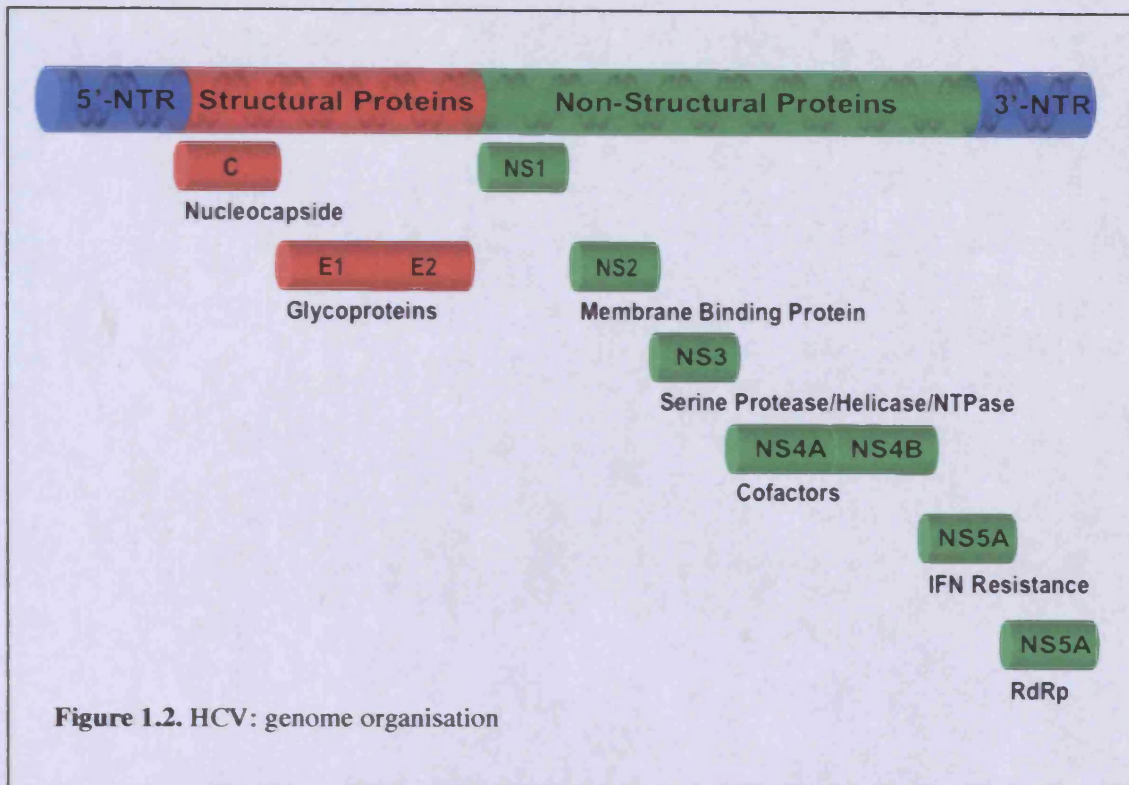 5'-NTR Structural Proteins Non-Structural Proteins 3'-NTR
C NS1
Nucleocapside
E1 E2 NS2
Glycoproteins Membrane Binding Protein
NS3
Serine Protease/Helicase/NTPase
NS4A NS4B
Cofactors
NS5A
IFN Resistance
NS5A
RdRp
Figure 1.2. HCV: genome organisation